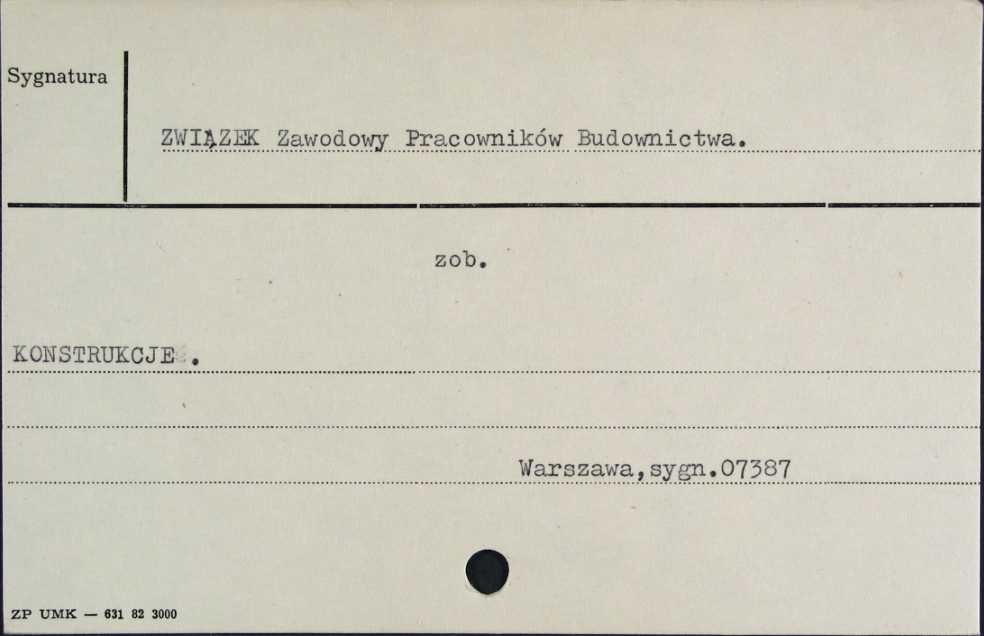 Sygnatura
ZWIĄZEK Zawodowy Pracowników Budownictwa.
zob.
KONSTRUKCJE .
Warszawa,sygn.07387
ZP UMK — 631 82 3000